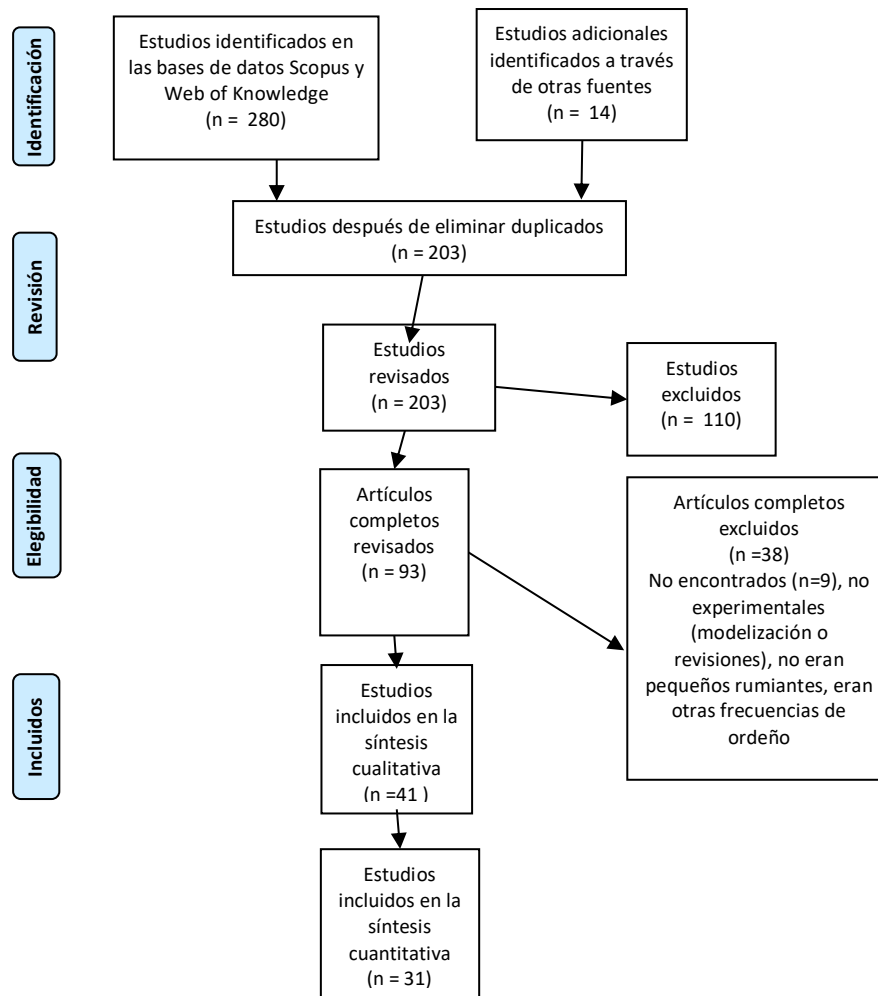 Identificación
Estudios identificados en
las bases de datos Scopus y
Web of Knowledge
(n = 280)
Estudios adicionales
identificados a través
de otras fuentes
(n = 14)
Estudios después de eliminar duplicados
(n = 203)
Revisión
Estudios
revisados
(n = 203)
Estudios
excluidos
(n = 110)
Elegibilidad
Artículos
completos
revisados
(n = 93)
Artículos completos
excluidos
(n =38)
No encontrados (n=9), no
experimentales
(modelización o
revisiones), no eran
pequeños rumiantes, eran
otras frecuencias de
ordeño
Incluidos
Estudios
incluidos en la
síntesis
cualitativa
(n =41 )
Estudios
incluidos en la
síntesis
cuantitativa
(n = 31)